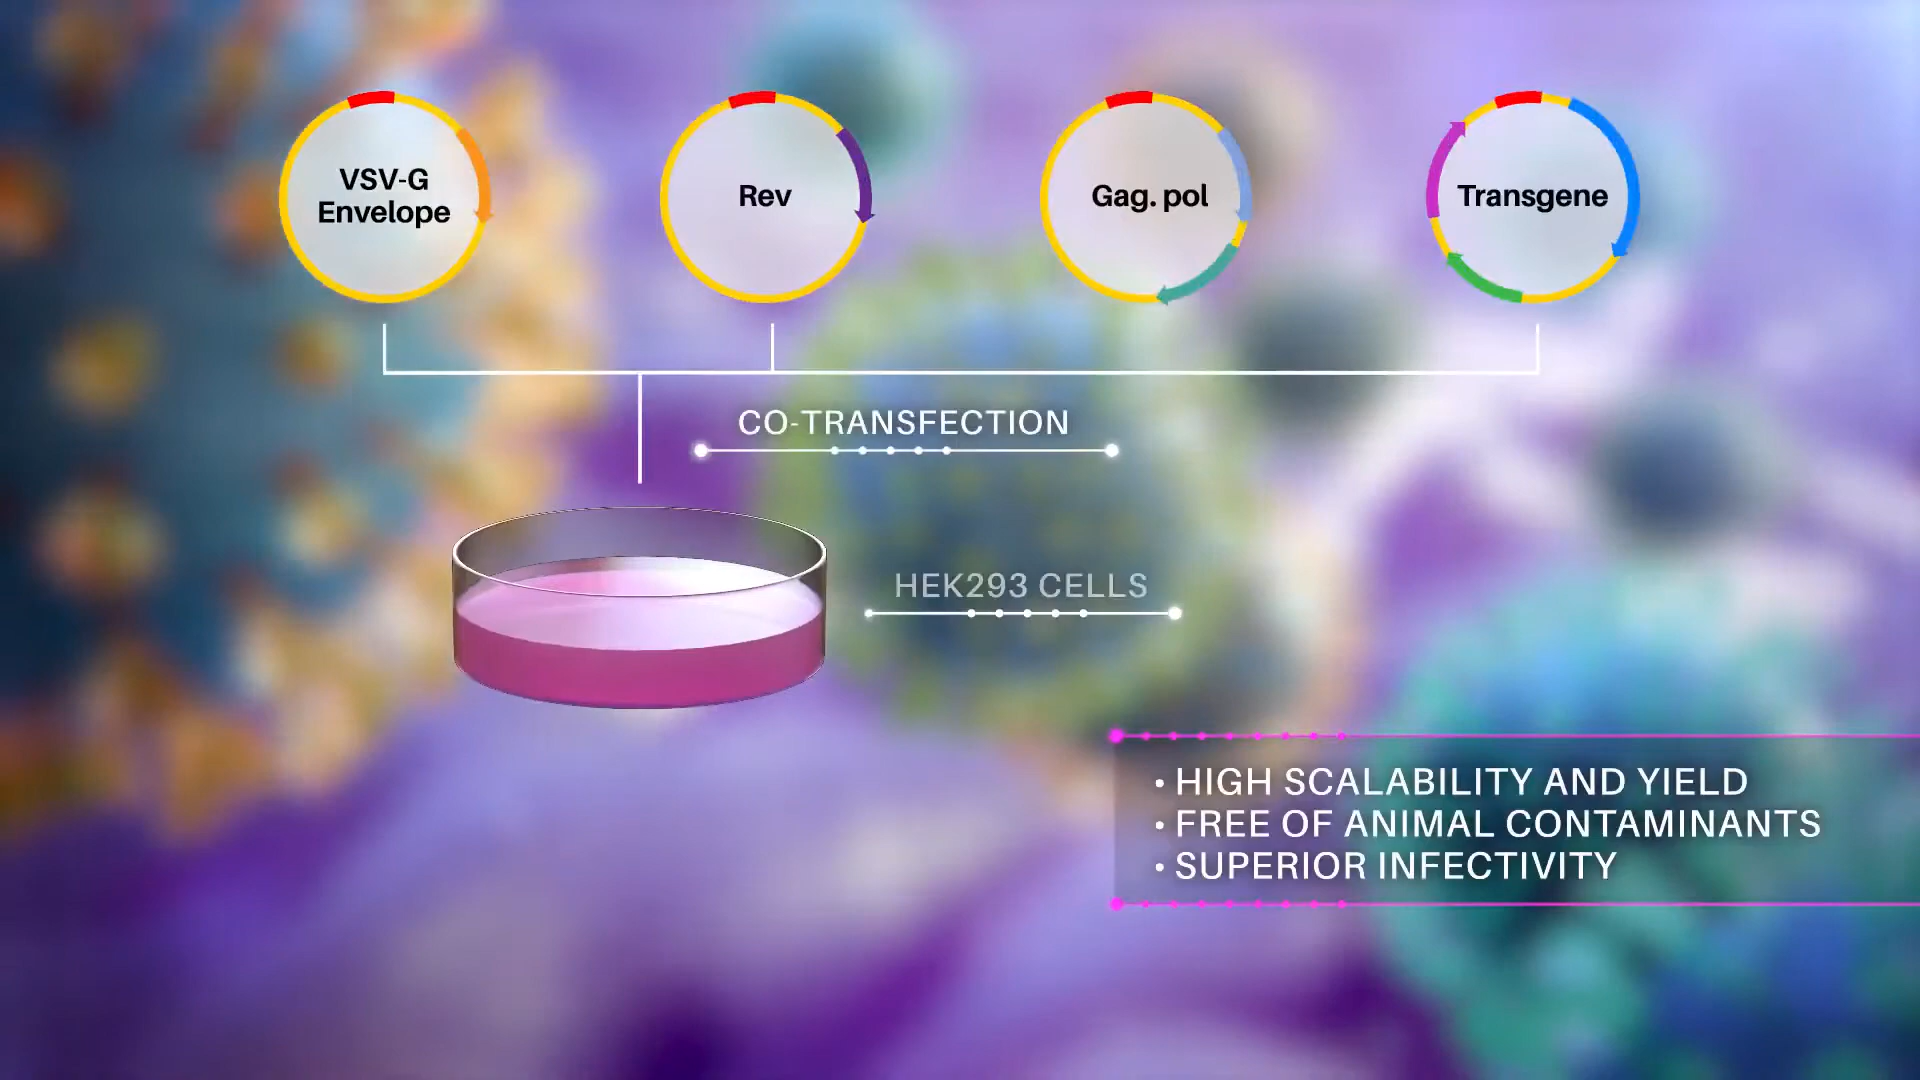 VSV-G
Envelope
Rev
Gag. pol
Transgene
CO-TRANSFECTION
HEK293 CELLS
• HIGH SCALABILITY AND YIELD
• FREE OF ANIMAL CONTAMINANTS
• SUPERIOR INFECTIVITY